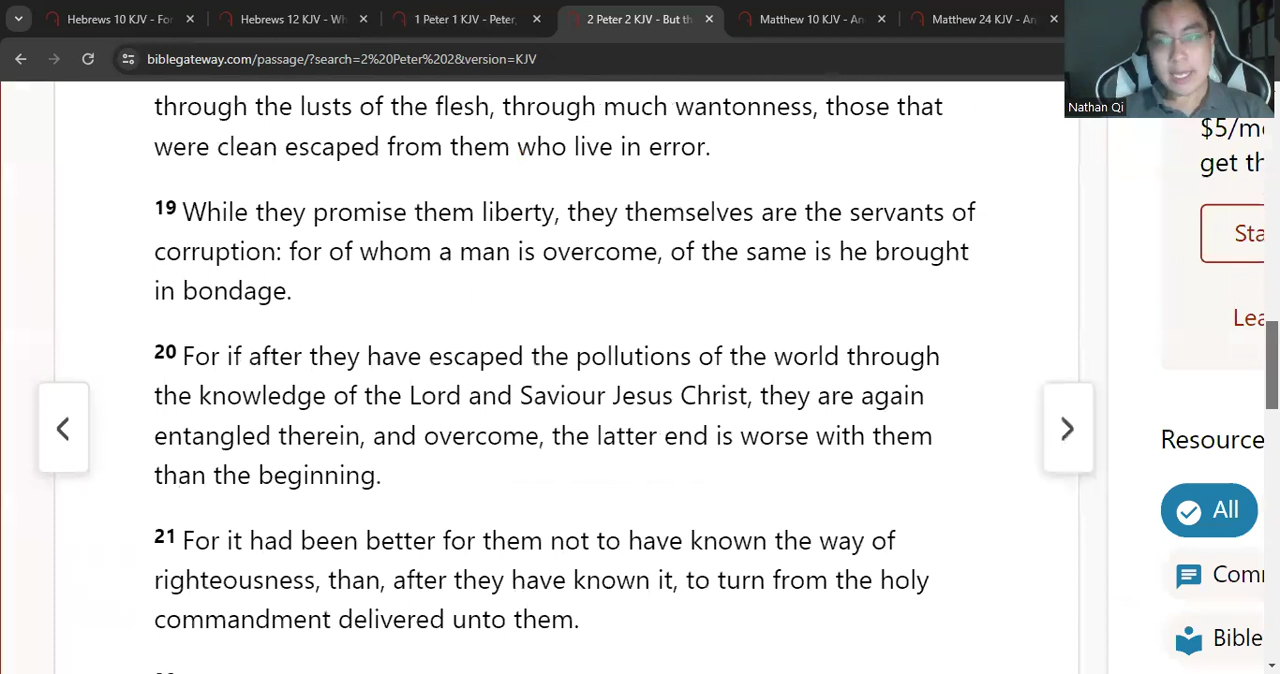 Hebrews 10 KJV - For
Hebrews 12 KJV - Wh
1 Peter 1 KJV - Peter,
2 Peter 2 KJV - But th
Matthew 10 KJV - An
Matthew 24 KJV - An
biblegateway.com/passage/?search=2%20Peter%202&version=KJV
Nathan Qi
through the lusts of the flesh, through much wantonness, those that
were clean escaped from them who live in error.
19 While they promise them liberty, they themselves are the servants of
corruption: for of whom a man is overcome, of the same is he brought
in bondage.
20 For if after they have escaped the pollutions of the world through
the knowledge of the Lord and Saviour Jesus Christ, they are again
entangled therein, and overcome, the latter end is worse with them
than the beginning.
21 For it had been better for them not to have known the way of
righteousness, than, after they have known it, to turn from the holy
commandment delivered unto them.
$5/m
get th
Sta
Lea
Resource
All
Com
Bible